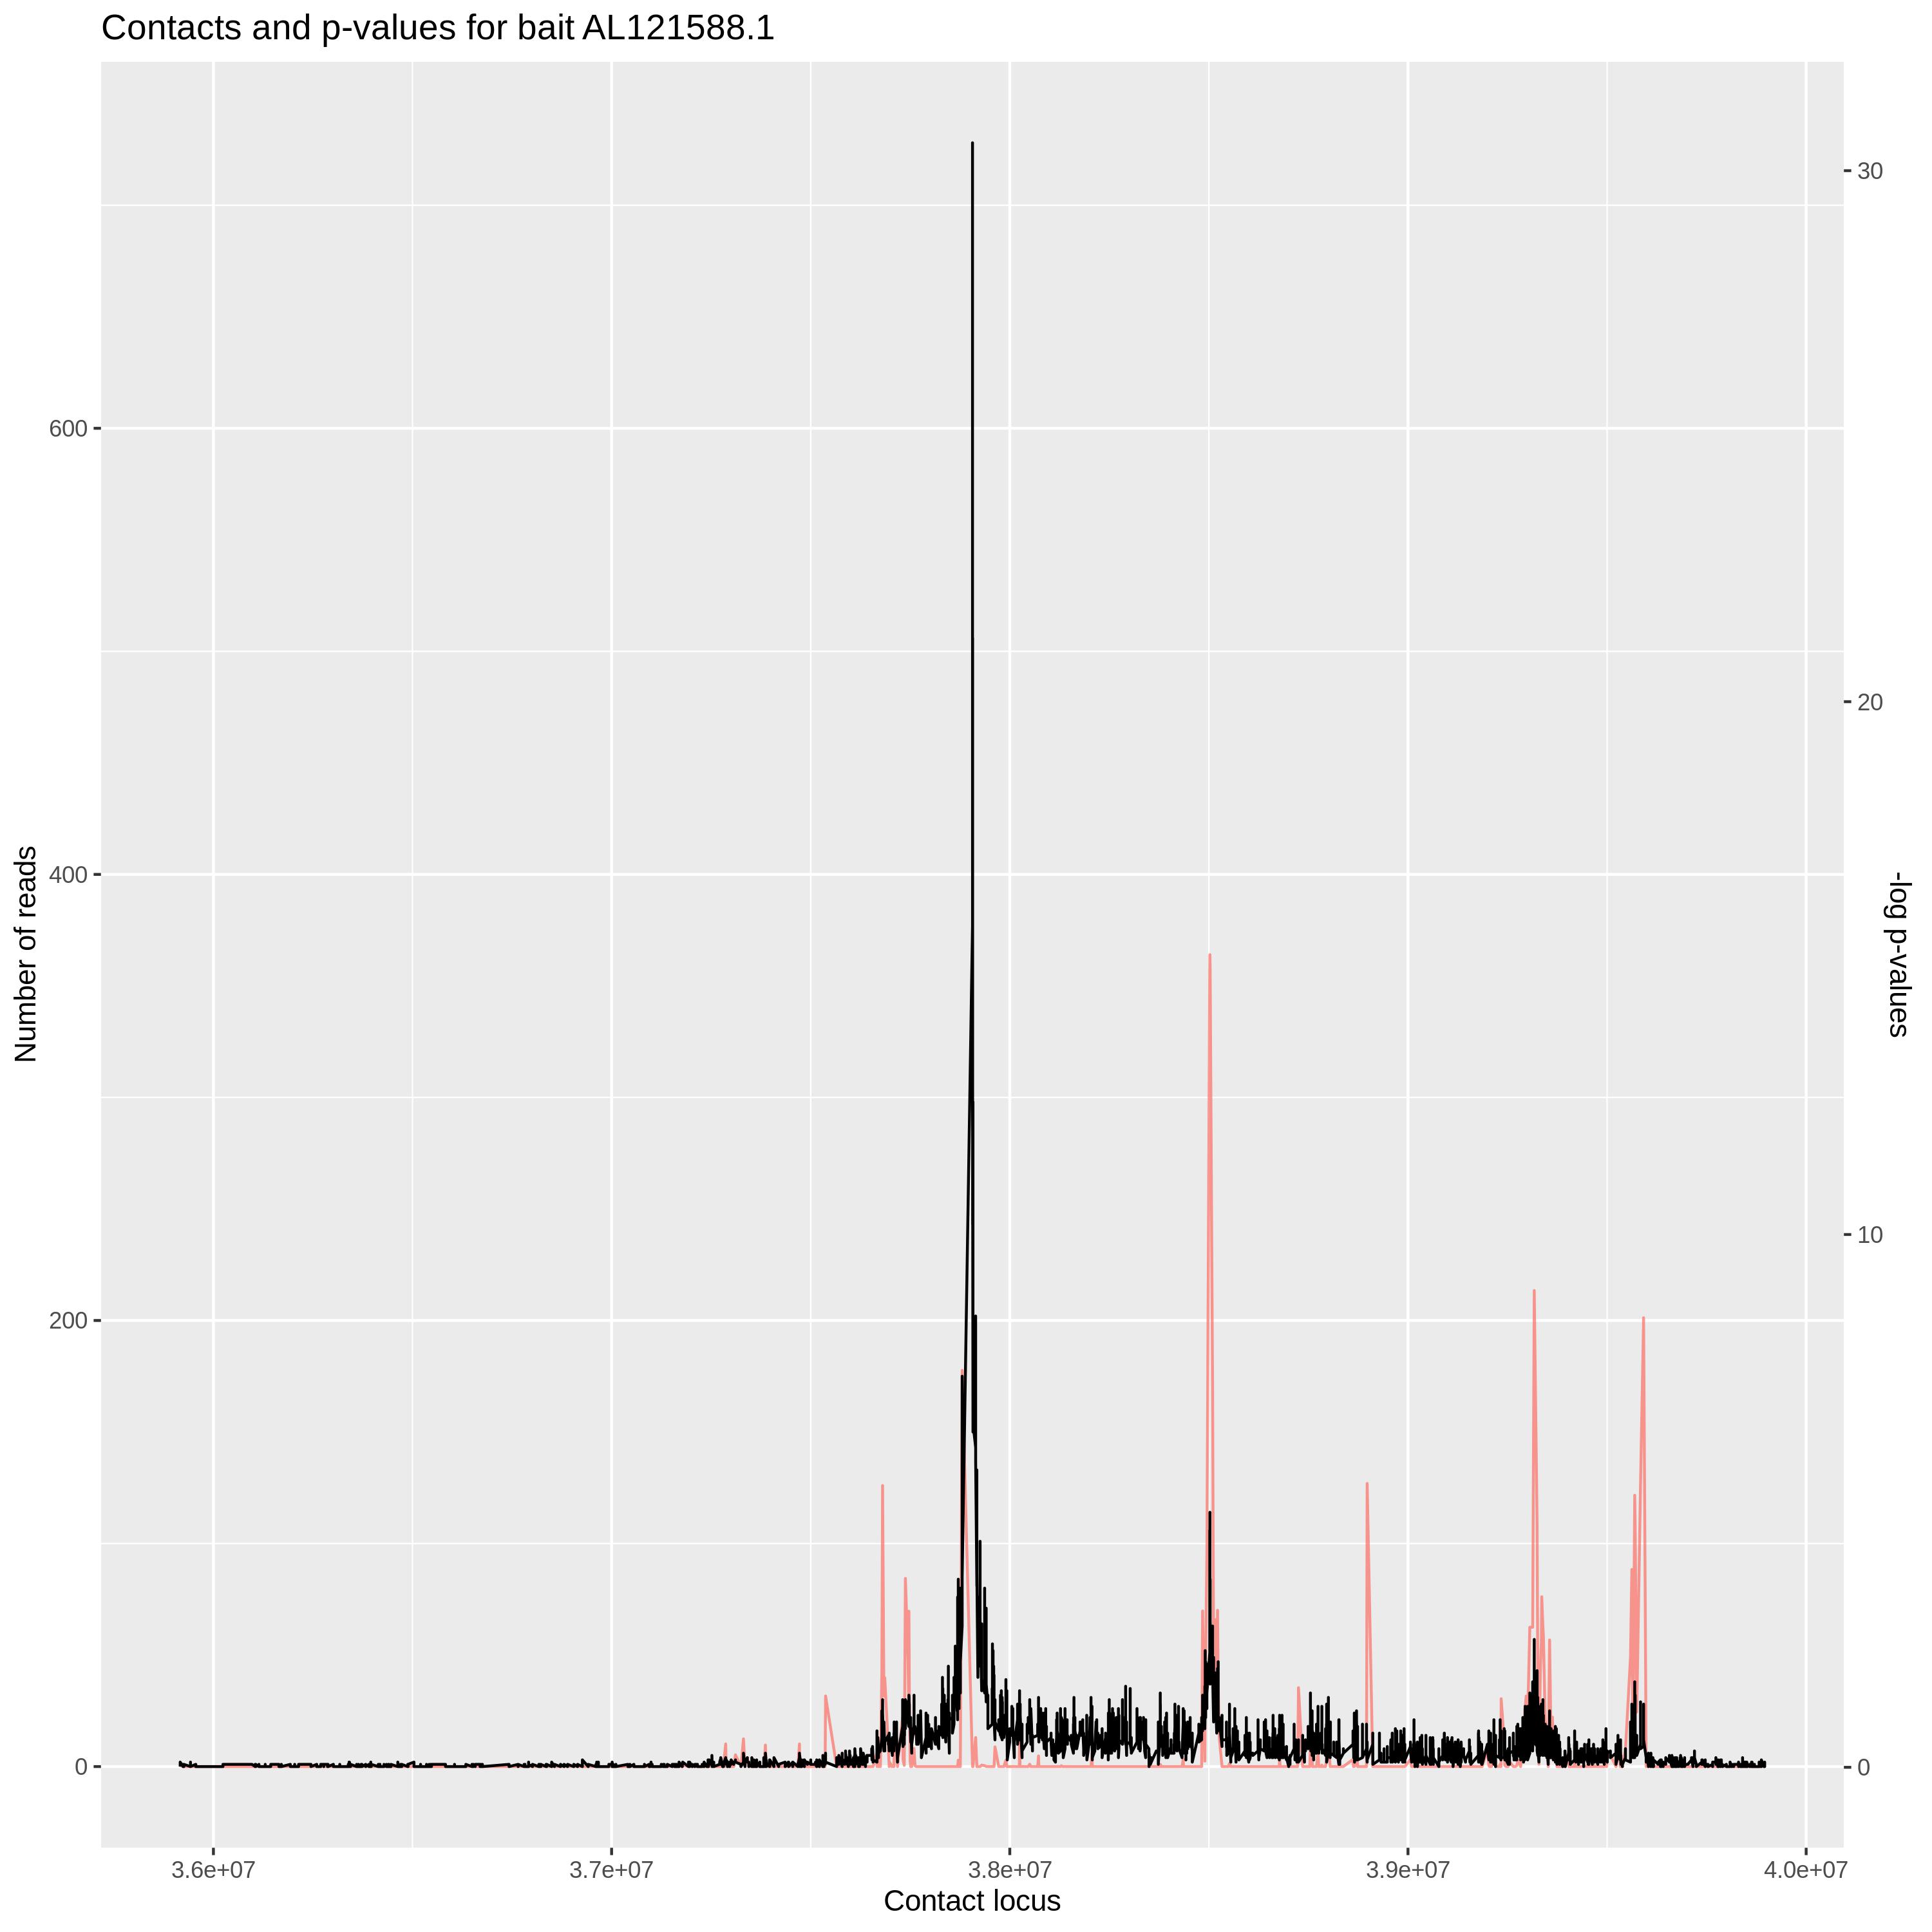 Contacts and p-values for bait AL121588.1
600
400
200
0
Number of reads
30
20
10
0
-log p-values
3.6e+07
3.7e+07
3.8e+07
3.9e+07
4.0e+07
Contact locus